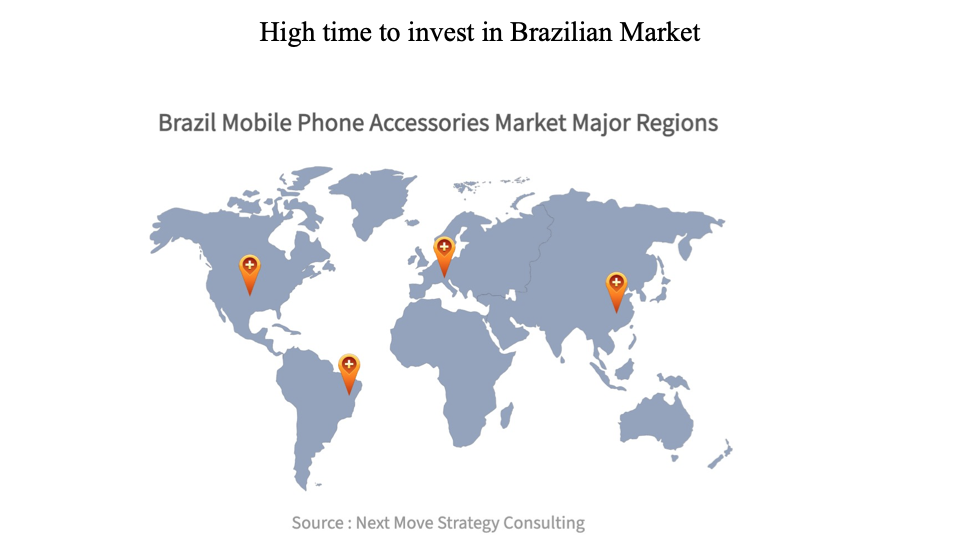 High time to invest in Brazilian Market
Brazil Mobile Phone Accessories Market Major Regions
Source : Next Move Strategy Consulting